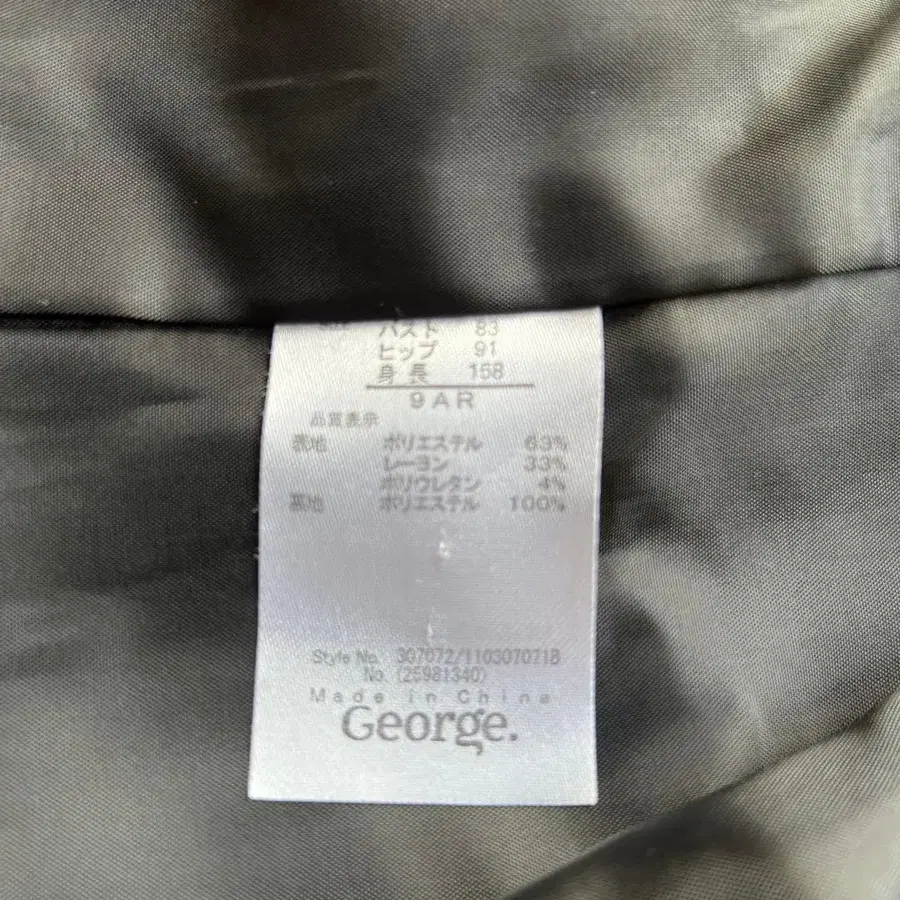 バスト 83
ヒップ 91
身長 158
9AR
品質表示
表地 ポリエステル 63%
レーヨン 33%
ポリウレタン 4%
裏地 ポリエステル 100%
Style No. 307072/1103070718
No. (25981340)
Made in China
George.